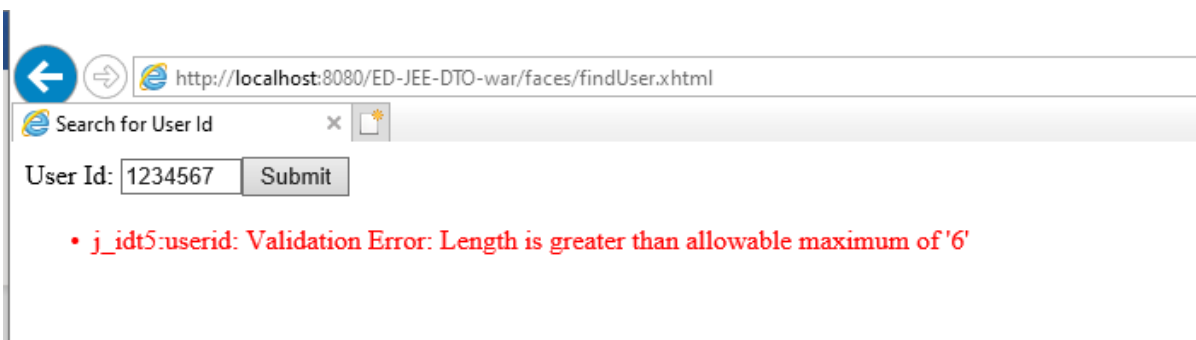 http://localhost:8080/ED-JEE-DTO-war/faces/findUser.xhtml
Search for User Id
User Id: 1234567 Submit
• j_idt5:userid: Validation Error: Length is greater than allowable maximum of '6'